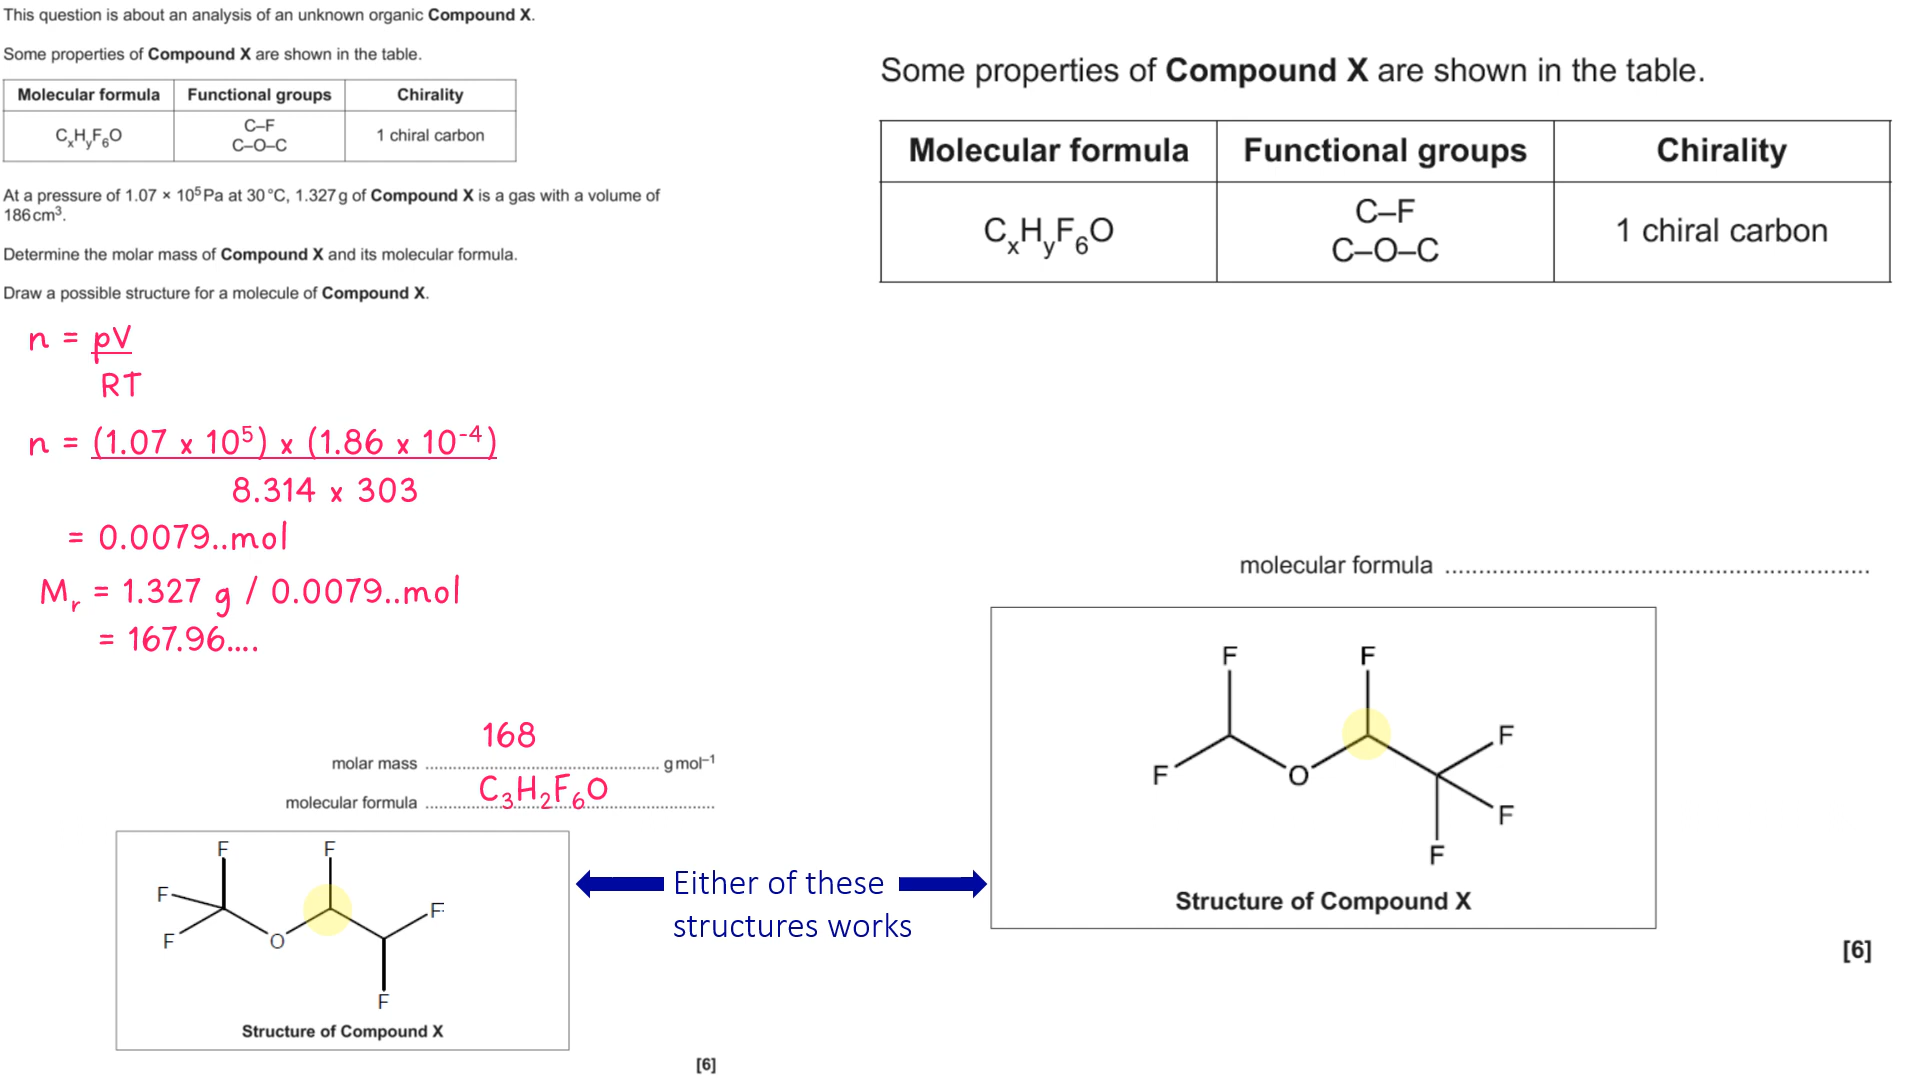 This question is about an analysis of an unknown organic Compound X.
Some properties of Compound X are shown in the table.
Molecular formula Functional groups Chirality
CₓHᵧF₆O C–F C–O–C 1 chiral carbon
At a pressure of 1.07 × 10⁵ Pa at 30 °C, 1.327 g of Compound X is a gas with a volume of
186 cm³.
Determine the molar mass of Compound X and its molecular formula.
Draw a possible structure for a molecule of Compound X.
n = pV
RT
n = (1.07 x 10⁵) x (1.86 x 10⁻⁴)
8.314 x 303
= 0.0079..mol
Mᵣ = 1.327 g / 0.0079..mol
= 167.96....
168
molar mass ........................................ g mol⁻¹
C₃H₂F₆O
molecular formula ........................................
F F
F
F
F O
F
Structure of Compound X
[6]
Either of these
structures works
Some properties of Compound X are shown in the table.
Molecular formula Functional groups Chirality
CₓHᵧF₆O C–F C–O–C 1 chiral carbon
molecular formula ........................................
F F
F
F O
F
F
Structure of Compound X
[6]